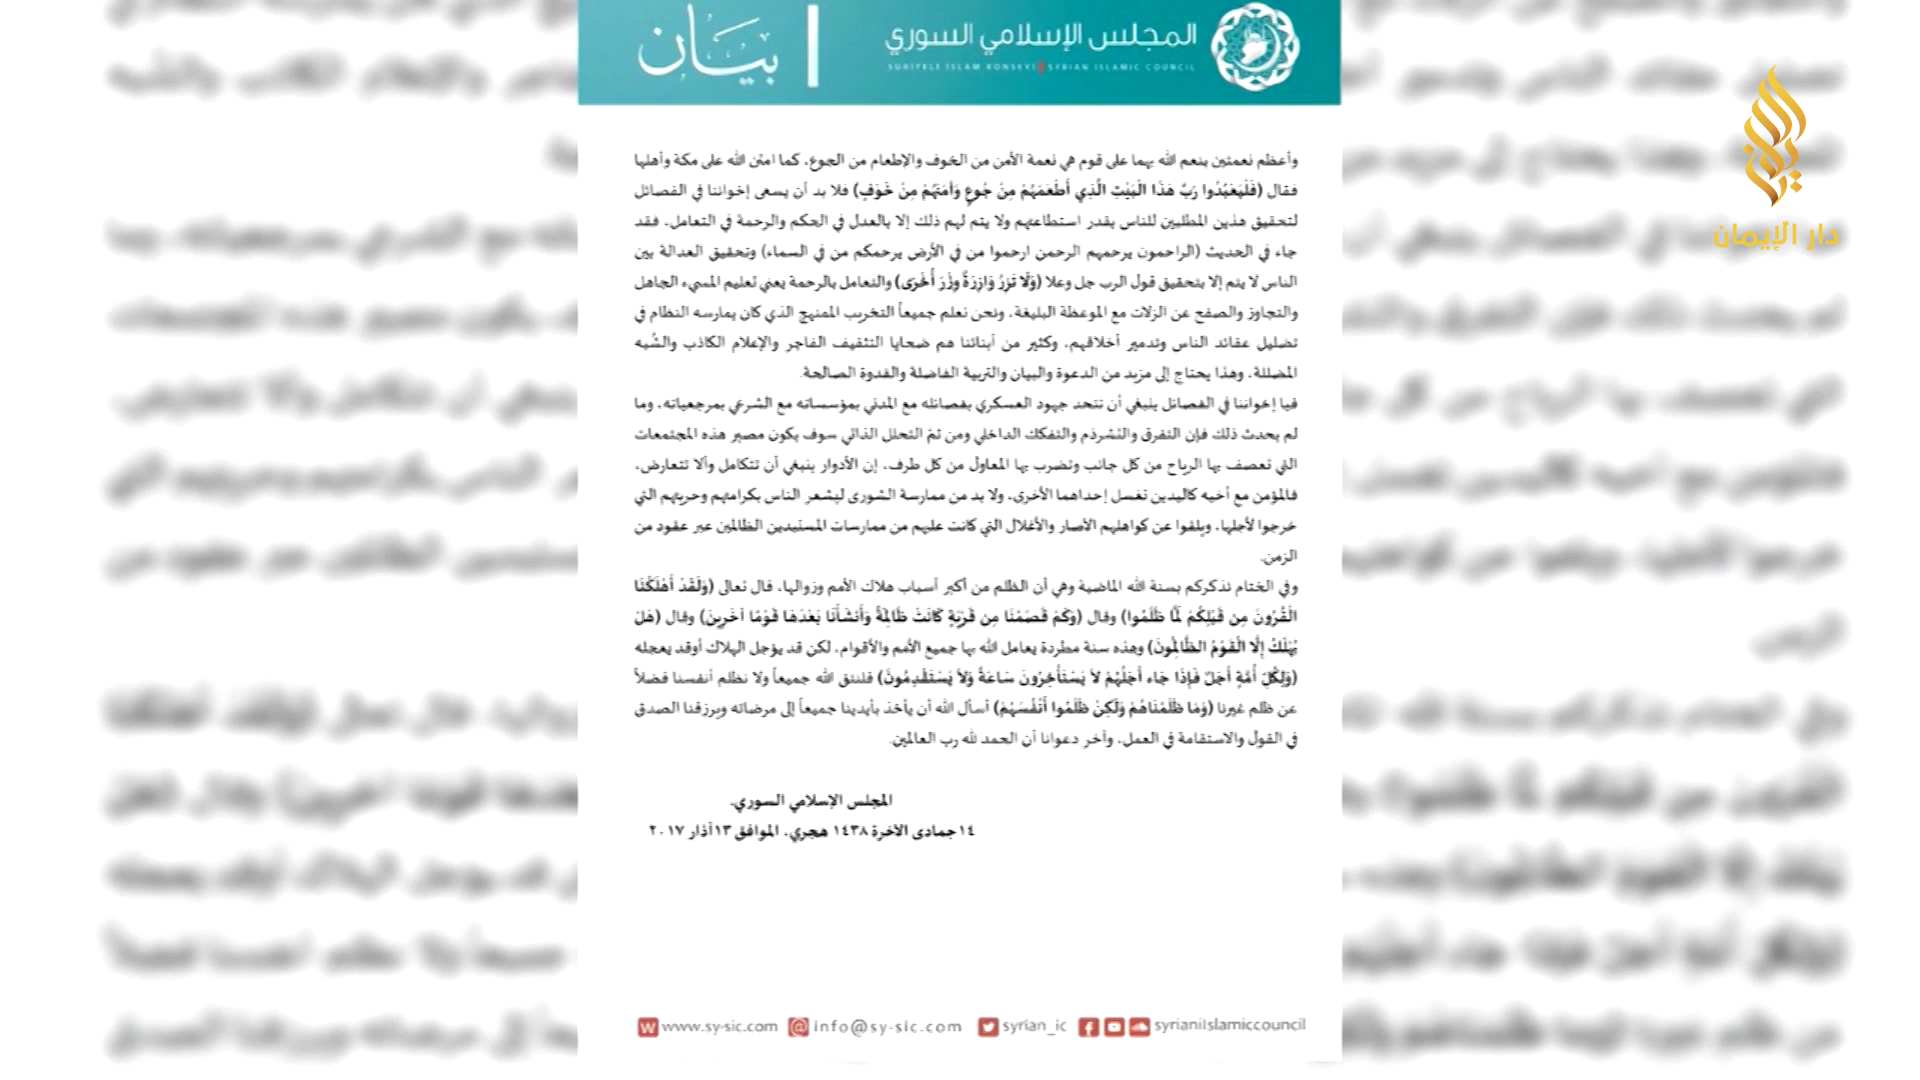 المجلس الإسلامي السوري
SURIYELI ISLAM KONSEYI SYRIAN ISLAMIC COUNCIL
بيان
دار الإيمان
وأعظم نعمتين ينعم الله بهما على قوم هي نعمة الأمن من الخوف والإطعام من الجوع، كما امتن الله على مكة وأهلها
فقال (فَلْيَعْبُدُوا رَبَّ هَذَا الْبَيْتِ الَّذِي أَطْعَمَهُمْ مِنْ جُوعٍ وَآمَنَهُمْ مِنْ خَوْفٍ) فلا بد أن يسعى إخواننا في الفصائل
لتحقيق هذين المطلبين للناس بقدر استطاعتهم ولا يتم لهم ذلك إلا بالعدل في الحكم والرحمة في التعامل، فقد
جاء في الحديث (الراحمون يرحمهم الرحمن ارحموا من في الأرض يرحمكم من في السماء) وتحقيق العدالة بين
الناس لا يتم إلا بتحقيق قول الرب جل وعلا (وَلَا تَزِرُ وَازِرَةٌ وِزْرَ أُخْرَى) والتعامل بالرحمة يعني تعليم المسيء الجاهل
والتجاوز والصفح عن الزلات مع الموعظة البليغة، ونحن نعلم جميعاً التخريب الممنهج الذي كان يمارسه النظام في
تضليل عقائد الناس وتدمير أخلاقهم، وكثير من أبنائنا هم ضحايا التثقيف الفاجر والإعلام الكاذب والشُبه
المضللة، وهذا يحتاج إلى مزيد من الدعوة والبيان والتربية الفاضلة والقدوة الصالحة.
فيا إخواننا في الفصائل ينبغي أن تتحد جهود العسكري بفصائله مع المدني بمؤسساته مع الشرعي بمرجعياته، وما
لم يحدث ذلك فإن التفرق والتشرذم والتفكك الداخلي ومن ثمّ التحلل الذاتي سوف يكون مصير هذه المجتمعات
التي تعصف بها الرياح من كل جانب وتضرب بها المعاول من كل طرف، إن الأدوار ينبغي أن تتكامل وألا تتعارض،
فالمؤمن مع أخيه كاليدين تغسل إحداهما الأخرى، ولا بد من ممارسة الشورى ليشعر الناس بكرامتهم وحريتهم التي
خرجوا لأجلها، ويلقوا عن كواهلهم الآصار والأغلال التي كانت عليهم من ممارسات المستبدين الظالمين عبر عقود من
الزمن.
وفي الختام نذكركم بسنة الله الماضية وهي أن الظلم من أكبر أسباب هلاك الأمم وزوالها، قال تعالى (وَلَقَدْ أَهْلَكْنَا
الْقُرُونَ مِن قَبْلِكُمْ لَمَّا ظَلَمُوا) وقال (وَكَمْ قَصَمْنَا مِن قَرْيَةٍ كَانَتْ ظَالِمَةً وَأَنشَأْنَا بَعْدَهَا قَوْمًا آخَرِينَ) وقال (هَلْ
يُهْلَكُ إِلَّا الْقَوْمُ الظَّالِمُونَ) وهذه سنة مطردة يعامل الله بها جميع الأمم والأقوام، لكن قد يؤجل الهلاك أوقد يعجله
(وَلِكُلِّ أُمَّةٍ أَجَلٌ فَإِذَا جَاء أَجَلُهُمْ لاَ يَسْتَأْخِرُونَ سَاعَةً وَلاَ يَسْتَقْدِمُونَ) فلنتق الله جميعاً ولا نظلم أنفسنا فضلاً
عن ظلم غيرنا (وَمَا ظَلَمْنَاهُمْ وَلَكِنْ ظَلَمُوا أَنْفُسَهُمْ) أسأل الله أن يأخذ بأيدينا جميعاً إلى مرضاته ويرزقنا الصدق
في القول والاستقامة في العمل، وآخر دعوانا أن الحمد لله رب العالمين.
المجلس الإسلامي السوري.
١٤ جمادى الآخرة ١٤٣٨ هجري، الموافق ١٣ آذار ٢٠١٧
www.sy-sic.com info@sy-sic.com syrian_ic syrianislamiccouncil